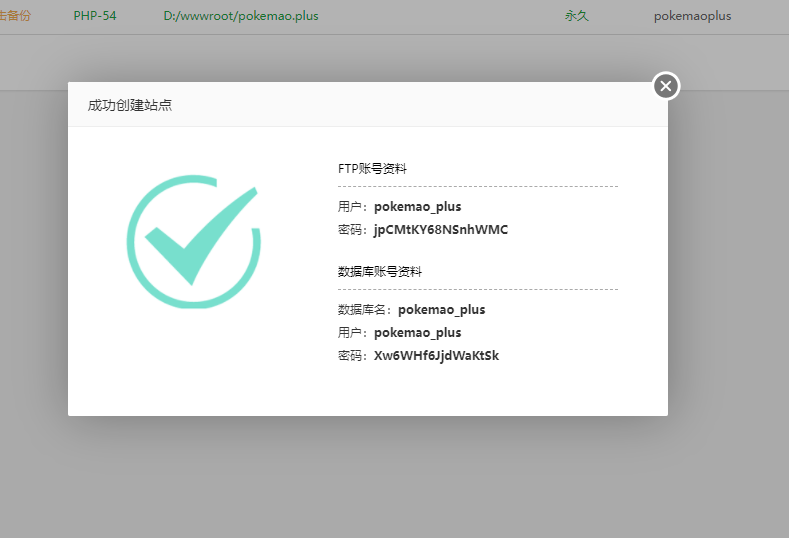 击备份 PHP-54 D:/wwwroot/pokemao.plus 永久 pokemaoplus
成功创建站点
FTP账号资料
用户：pokemao_plus
密码：jpCMtKY68NSnhWMC
数据库账号资料
数据库名：pokemao_plus
用户：pokemao_plus
密码：Xw6WHf6JjdWaKtSk